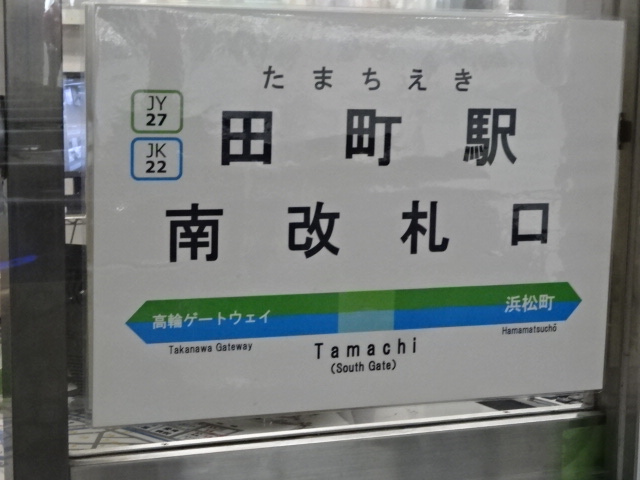 たまちえき
JY
27
田町駅
JK
22
南改札口
高輪ゲートウェイ
浜松町
Takanawa Gateway
Hamamatsuchō
Tamachi
(South Gate)